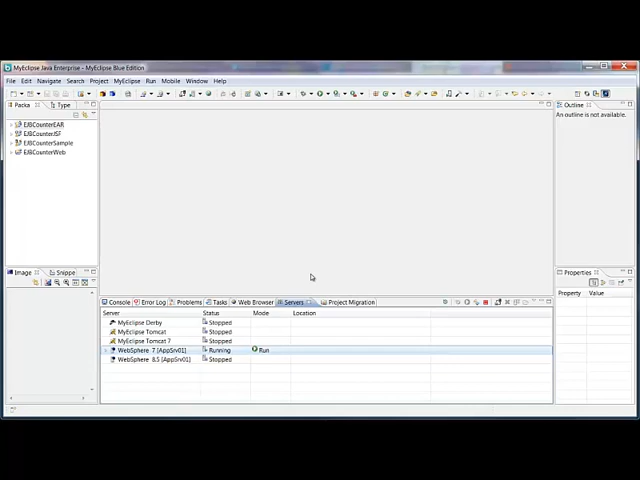 MyEclipse Java Enterprise - MyEclipse Blue Edition
File Edit Navigate Search Project MyEclipse Run Mobile Window Help
Packa Type
EJBCounterEAR
EJBCounterJSF
EJBCounterSample
EJBCounterWeb
Outline
An outline is not available.
Image Snippe
Console Error Log Problems Tasks Web Browser Servers Project Migration
Server Status Mode Location
MyEclipse Derby Stopped
MyEclipse Tomcat Stopped
MyEclipse Tomcat 7 Stopped
WebSphere 7 [AppSrv01] Running Run
WebSphere 8.5 [AppSrv01] Stopped
Properties
Property Value